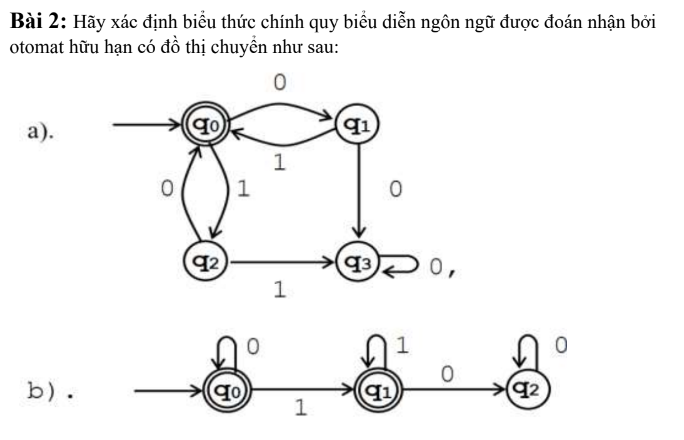 Bài 2: Hãy xác định biểu thức chính quy biểu diễn ngôn ngữ được đoán nhận bởi
otomat hữu hạn có đồ thị chuyển như sau:
0
a).
q0
q1
1
0
1
0
q2
q3
0,
1
0
1
0
b).
q0
q1
0
q2
1